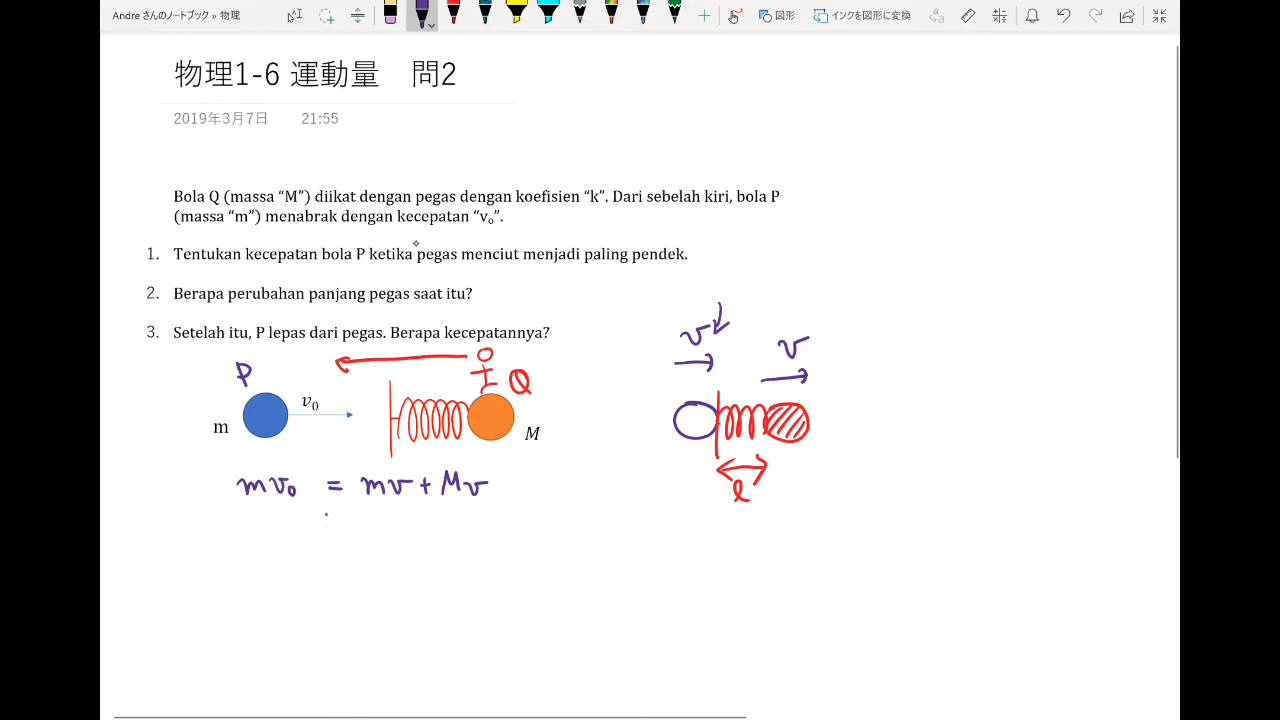 Andre さんのノートブック » 物理
図形
インクを図形に変換
物理1-6 運動量 問2
2019年3月7日 21:55
Bola Q (massa “M”) diikat dengan pegas dengan koefisien “k”. Dari sebelah kiri, bola P
(massa “m”) menabrak dengan kecepatan “v₀”.
1. Tentukan kecepatan bola P ketika pegas menciut menjadi paling pendek.
2. Berapa perubahan panjang pegas saat itu?
3. Setelah itu, P lepas dari pegas. Berapa kecepatannya?
P
v₀
m
Q
M
v
v
l
mv₀ = mv + Mv